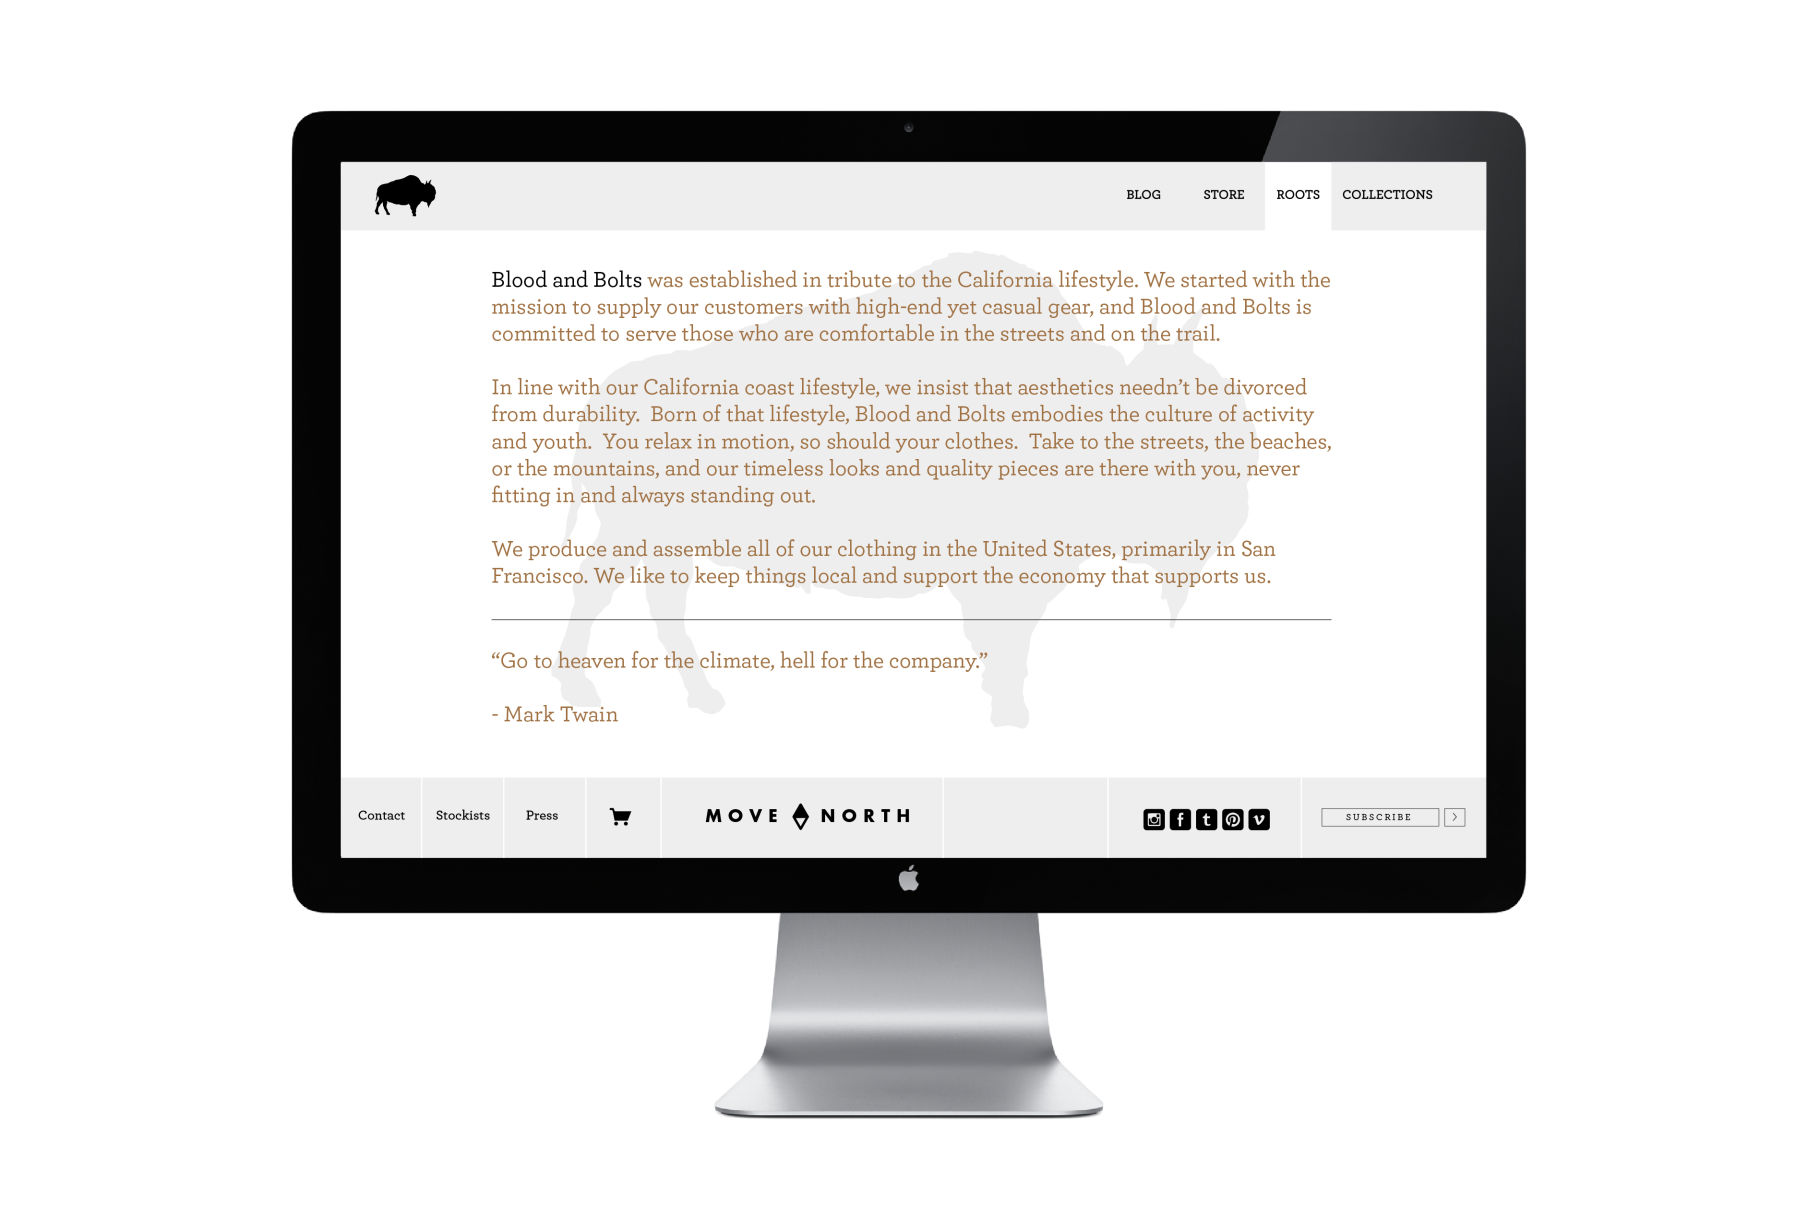 BLOG STORE ROOTS COLLECTIONS
Blood and Bolts was established in tribute to the California lifestyle. We started with the
mission to supply our customers with high-end yet casual gear, and Blood and Bolts is
committed to serve those who are comfortable in the streets and on the trail.
In line with our California coast lifestyle, we insist that aesthetics needn’t be divorced
from durability.  Born of that lifestyle, Blood and Bolts embodies the culture of activity
and youth.  You relax in motion, so should your clothes.  Take to the streets, the beaches,
or the mountains, and our timeless looks and quality pieces are there with you, never
fitting in and always standing out.
We produce and assemble all of our clothing in the United States, primarily in San
Francisco. We like to keep things local and support the economy that supports us.
“Go to heaven for the climate, hell for the company.”
- Mark Twain
Contact Stockists Press MOVE NORTH SUBSCRIBE